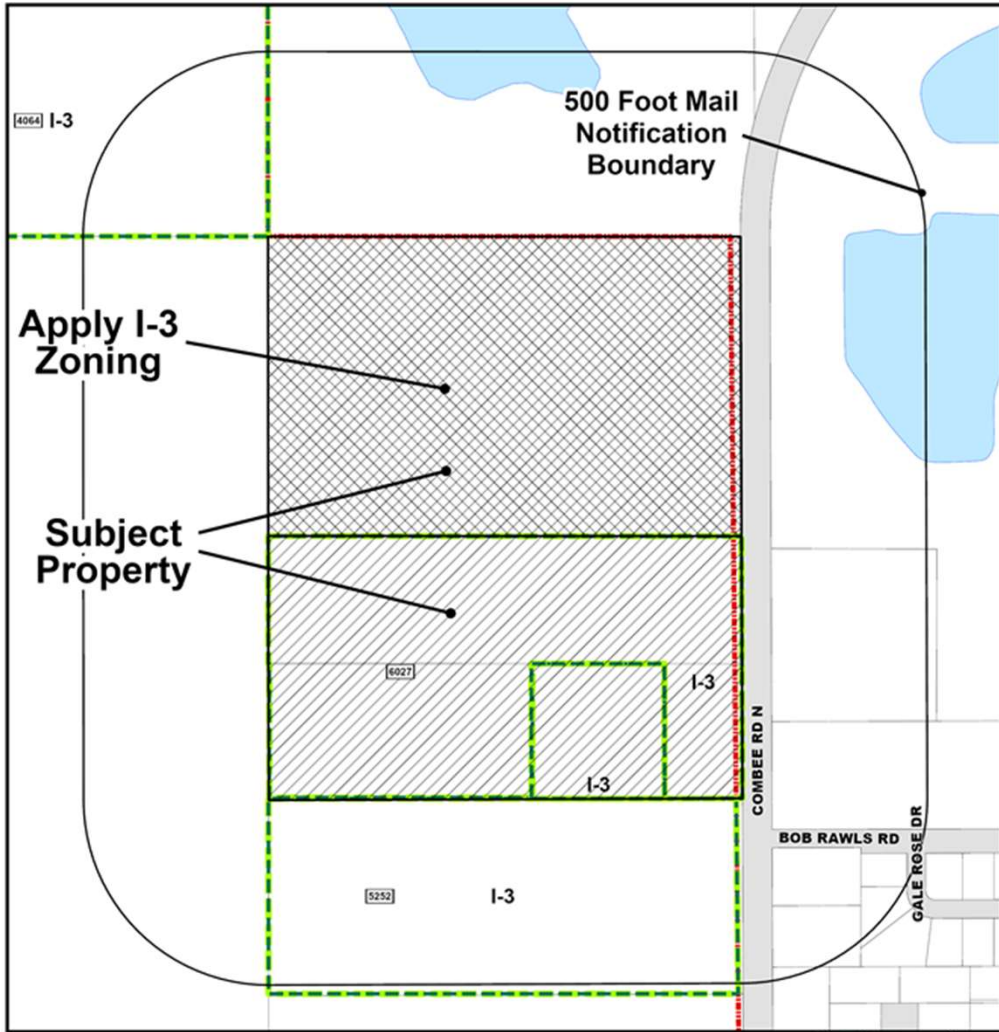 500 Foot Mail
Notification
Boundary
4064 I-3
Apply I-3
Zoning
Subject
Property
6027
I-3
I-3
COMBEE RD N
BOB RAWLS RD
GALE ROSE DR
5252 I-3